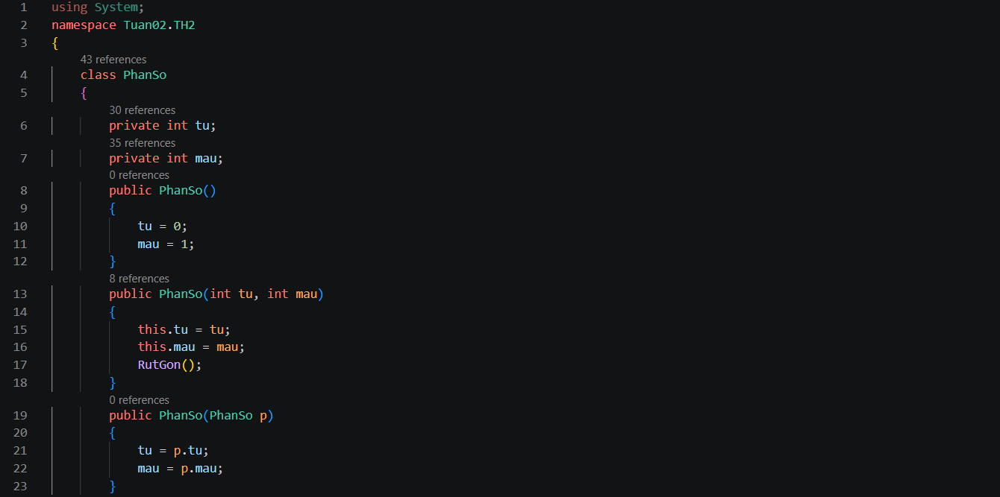 1 using System;
2 namespace Tuan02.TH2
3 {
43 references
4 class PhanSo
5 {
30 references
6 private int tu;
35 references
7 private int mau;
0 references
8 public PhanSo()
9 {
10 tu = 0;
11 mau = 1;
12 }
8 references
13 public PhanSo(int tu, int mau)
14 {
15 this.tu = tu;
16 this.mau = mau;
17 RutGon();
18 }
0 references
19 public PhanSo(PhanSo p)
20 {
21 tu = p.tu;
22 mau = p.mau;
23 }